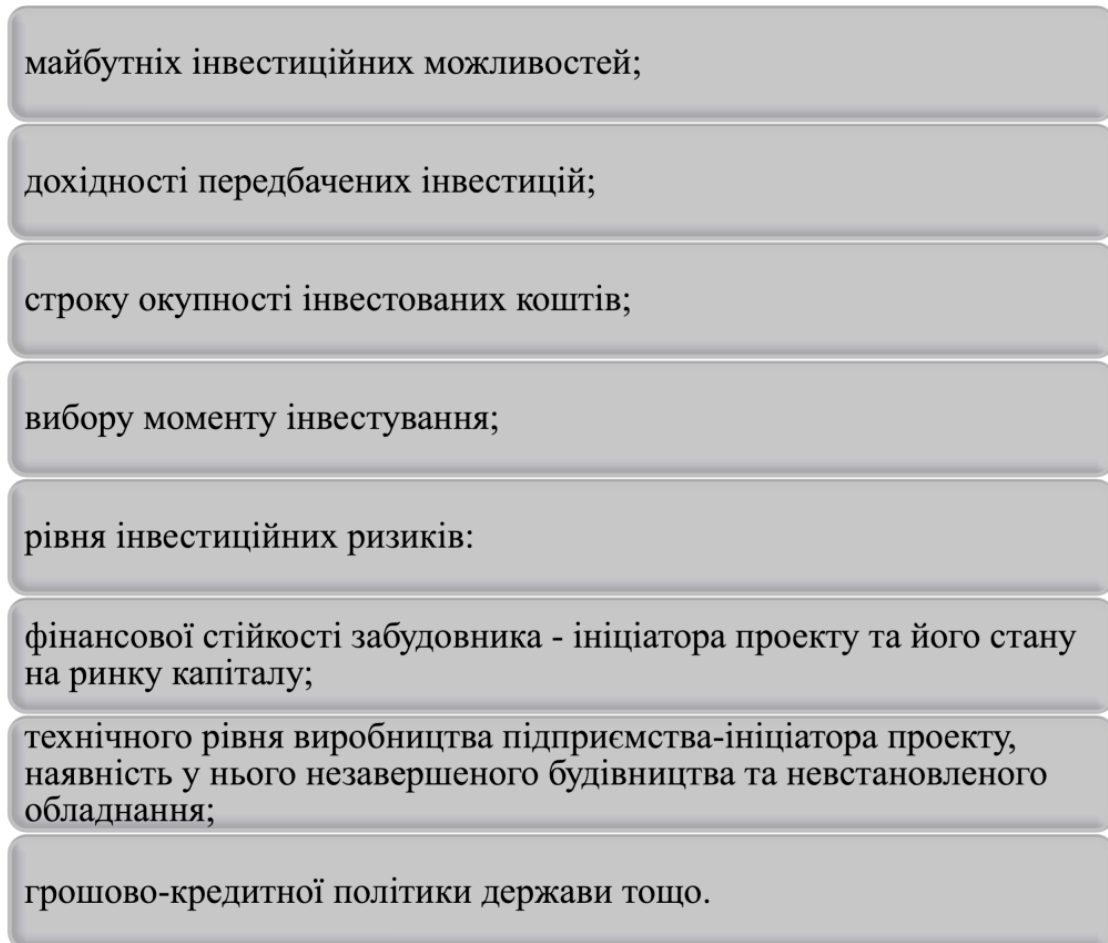 майбутніх інвестиційних можливостей;
дохідності передбачених інвестицій;
строку окупності інвестованих коштів;
вибору моменту інвестування;
рівня інвестиційних ризиків:
фінансової стійкості забудовника - ініціатора проекту та його стану
на ринку капіталу;
технічного рівня виробництва підприємства-ініціатора проекту,
наявність у нього незавершеного будівництва та невстановленого
обладнання;
грошово-кредитної політики держави тощо.